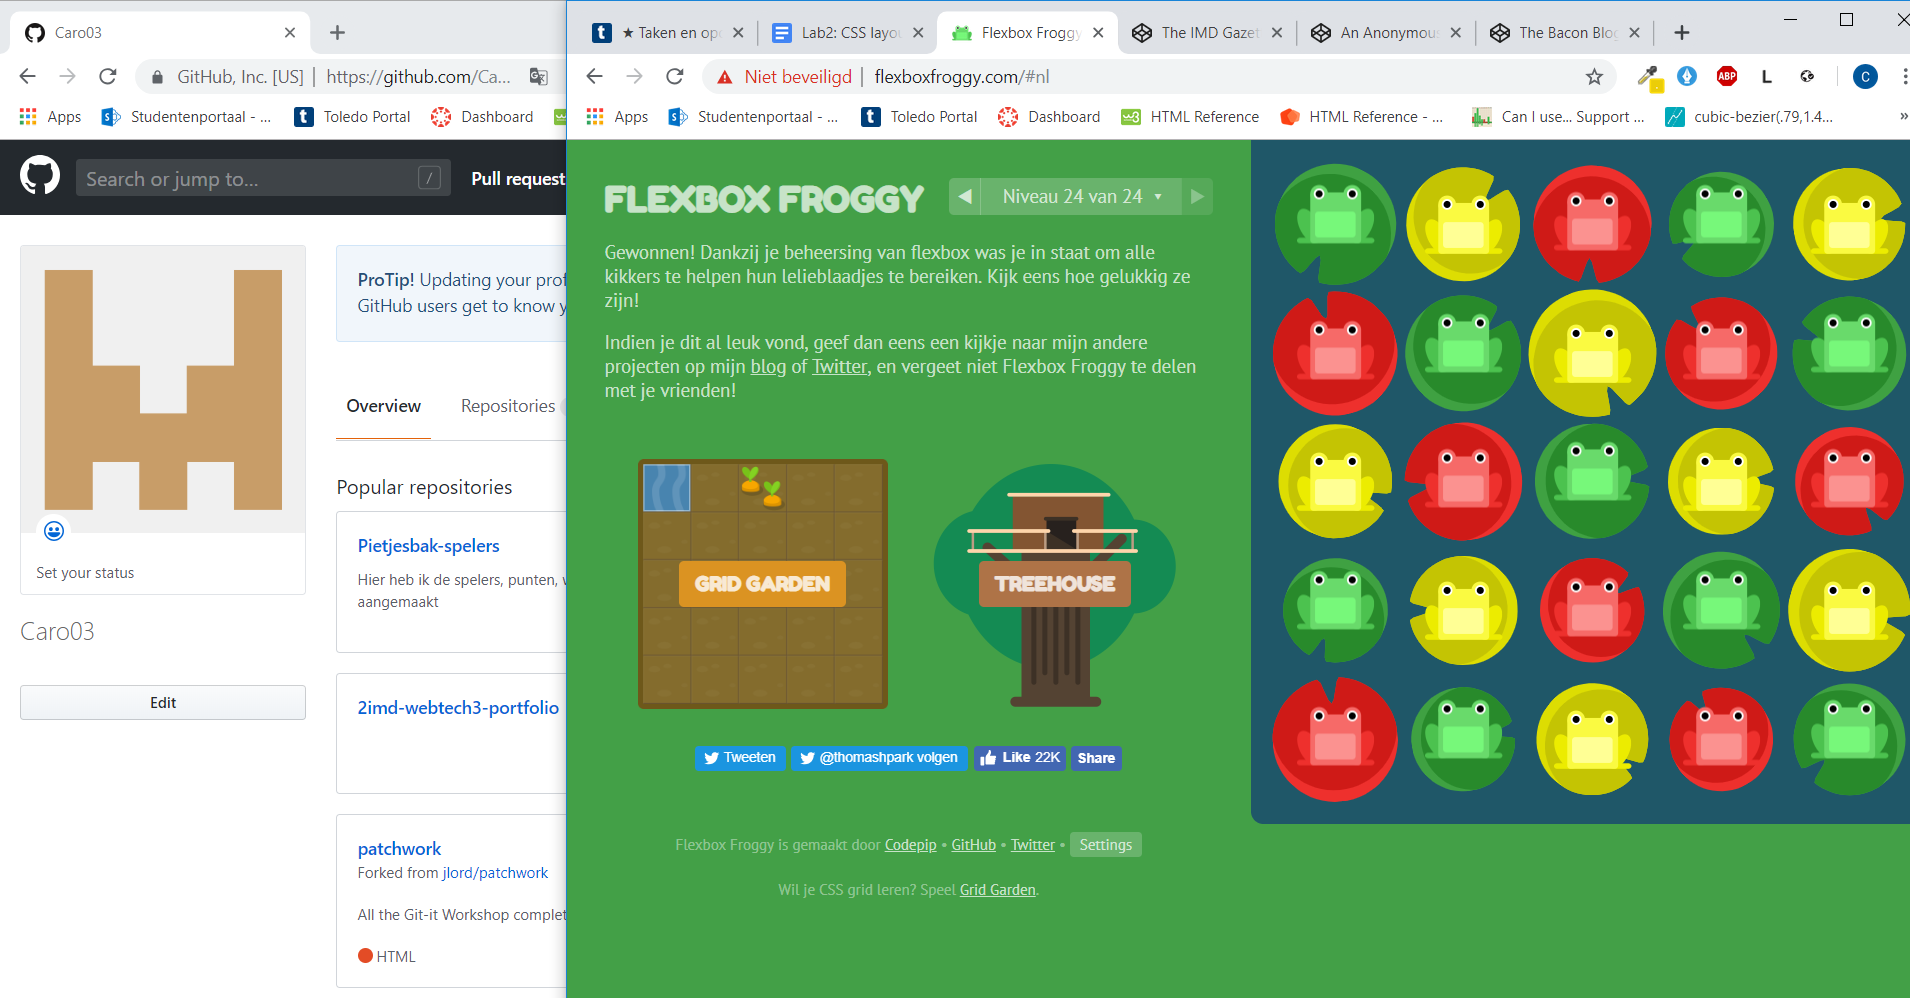 Caro03
★ Taken en opd
Lab2: CSS layou
Flexbox Froggy
The IMD Gazet
An Anonymous
The Bacon Blog
GitHub, Inc. [US] | https://github.com/Ca...
Niet beveiligd | flexboxfroggy.com/#nl
ABP
L
C
Apps
Studentenportaal - ...
Toledo Portal
Dashboard
Apps
Studentenportaal - ...
Toledo Portal
Dashboard
HTML Reference
HTML Reference - ...
Can I use... Support ...
cubic-bezier(.79,1.4...
»
Search or jump to...
/
Pull request
ProTip! Updating your prof
GitHub users get to know y
Overview
Repositories
Popular repositories
Pietjesbak-spelers
Hier heb ik de spelers, punten, w
aangemaakt
Set your status
Caro03
Edit
2imd-webtech3-portfolio
patchwork
Forked from jlord/patchwork
All the Git-it Workshop complet
HTML
FLEXBOX FROGGY
Niveau 24 van 24
Gewonnen! Dankzij je beheersing van flexbox was je in staat om alle
kikkers te helpen hun lelieblaadjes te bereiken. Kijk eens hoe gelukkig ze
zijn!
Indien je dit al leuk vond, geef dan eens een kijkje naar mijn andere
projecten op mijn blog of Twitter, en vergeet niet Flexbox Froggy te delen
met je vrienden!
GRID GARDEN
TREEHOUSE
Tweeten
@thomashpark volgen
Like 22K
Share
Flexbox Froggy is gemaakt door Codepip • GitHub • Twitter • Settings
Wil je CSS grid leren? Speel Grid Garden.